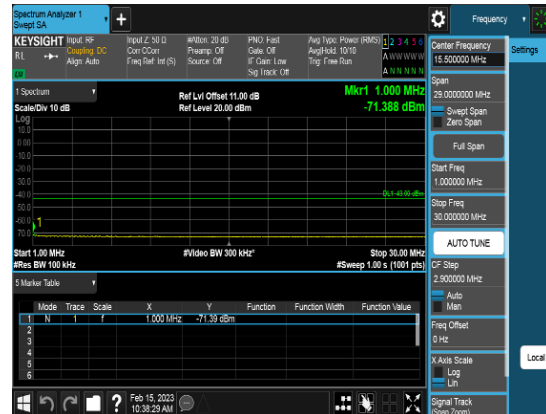 Spectrum Analyzer 1
Swept SA
+
Frequency
KEYSIGHT
RL
Input: RF
Coupling: DC
Align: Auto
Input Z: 50 Ω
Corr CCorr
Freq Ref: Int (S)
#Atten: 20 dB
Preamp: Off
Source: Off
PNO: Fast
Gate: Off
IF Gain: Low
Sig Track: Off
Avg Type: Power (RMS)
Avg|Hold: 10/10
Trig: Free Run
1 2 3 4 5 6
A W W W W W
A N N N N N
Center Frequency
15.500000 MHz
Settings
Span
29.0000000 MHz
Swept Span
Zero Span
Full Span
Start Freq
1.000000 MHz
Stop Freq
30.000000 MHz
AUTO TUNE
CF Step
2.900000 MHz
Auto
Man
Freq Offset
0 Hz
X Axis Scale
Log
Lin
Local
Signal Track
(Span Zoom)
1 Spectrum
Scale/Div 10 dB
Ref Lvl Offset 11.00 dB
Ref Level 20.00 dBm
Mkr1 1.000 MHz
-71.388 dBm
Log
10.0
0.00
-10.0
-20.0
-30.0
-40.0
-50.0
-60.0
-70.0
DL1 -43.00 dBm
1
Start 1.00 MHz
#Res BW 100 kHz
#Video BW 300 kHz*
Stop 30.00 MHz
#Sweep 1.00 s (1001 pts)
5 Marker Table
Mode Trace Scale X Y Function Function Width Function Value
1 N 1 f 1.000 MHz -71.39 dBm
2
3
4
5
6
?
Feb 15, 2023
10:38:29 AM